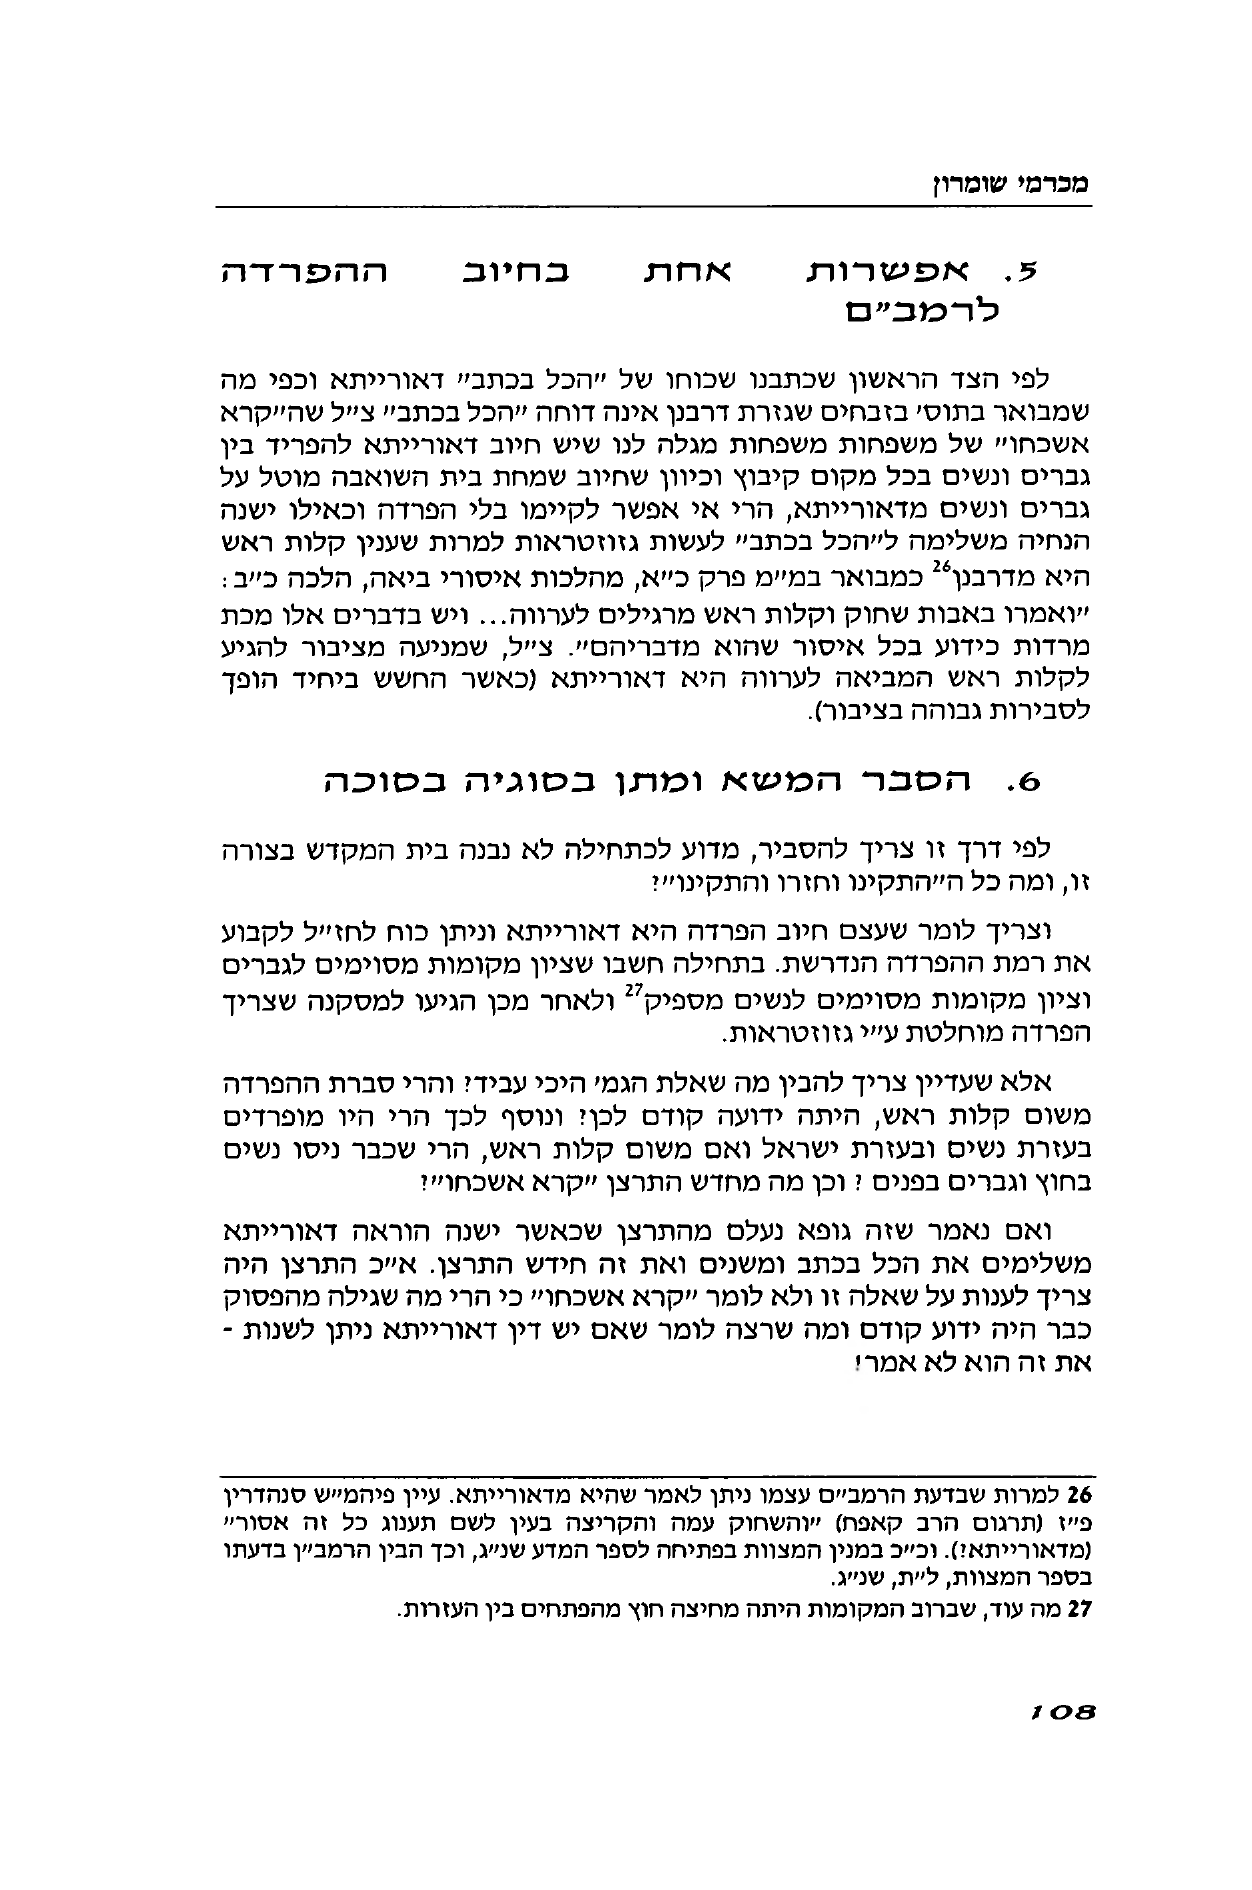 מכרמי שומרון
5. אפשרות אחת בחיוב ההפרדה
לרמב"ם
לפי הצד הראשון שכתבנו שכוחו של "הכל בכתב" דאורייתא וכפי מה
שמבואר בתוס' בזבחים שגזרת דרבנן אינה דוחה "הכל בכתב" צ"ל שה"קרא
אשכחו" של משפחות משפחות מגלה לנו שיש חיוב דאורייתא להפריד בין
גברים ונשים בכל מקום קיבוץ וכיוון שחיוב שמחת בית השואבה מוטל על
גברים ונשים מדאורייתא, הרי אי אפשר לקיימו בלי הפרדה וכאילו ישנה
הנחיה משלימה ל"הכל בכתב" לעשות גזוזטראות למרות שענין קלות ראש
היא מדרבנן26 כמבואר במ"מ פרק כ"א, מהלכות איסורי ביאה, הלכה כ"ב:
"ואמרו באבות שחוק וקלות ראש מרגילים לערווה... ויש בדברים אלו מכת
מרדות כידוע בכל איסור שהוא מדבריהם". צ"ל, שמניעה מציבור להגיע
לקלות ראש המביאה לערווה היא דאורייתא (כאשר החשש ביחיד הופך
לסבירות גבוהה בציבור).
6. הסבר המשא ומתן בסוגיה בסוכה
לפי דרך זו צריך להסביר, מדוע לכתחילה לא נבנה בית המקדש בצורה
זו, ומה כל ה"התקינו וחזרו והתקינו"?
וצריך לומר שעצם חיוב הפרדה היא דאורייתא וניתן כוח לחז"ל לקבוע
את רמת ההפרדה הנדרשת. בתחילה חשבו שציון מקומות מסוימים לגברים
וציון מקומות מסוימים לנשים מספיק27 ולאחר מכן הגיעו למסקנה שצריך
הפרדה מוחלטת ע"י גזוזטראות.
אלא שעדיין צריך להבין מה שאלת הגמ' היכי עביד? והרי סברת ההפרדה
משום קלות ראש, היתה ידועה קודם לכן? ונוסף לכך הרי היו מופרדים
בעזרת נשים ובעזרת ישראל ואם משום קלות ראש, הרי שכבר ניסו נשים
בחוץ וגברים בפנים ? וכן מה מחדש התרצן "קרא אשכחו"?
ואם נאמר שזה גופא נעלם מהתרצן שכאשר ישנה הוראה דאורייתא
משלימים את הכל בכתב ומשנים ואת זה חידש התרצן. א"כ התרצן היה
צריך לענות על שאלה זו ולא לומר "קרא אשכחו" כי הרי מה שגילה מהפסוק
כבר היה ידוע קודם ומה שרצה לומר שאם יש דין דאורייתא ניתן לשנות -
את זה הוא לא אמר!
26 למרות שבדעת הרמב"ם עצמו ניתן לאמר שהיא מדאורייתא. עיין פיהמ"ש סנהדרין
פ"ז (תרגום הרב קאפח) "והשחוק עמה והקריצה בעין לשם תענוג כל זה אסור"
(מדאורייתא?). וכ"כ במנין המצוות בפתיחה לספר המדע שנ"ג, וכך הבין הרמב"ן בדעתו
בספר המצוות, ל"ת, שנ"ג.
27 מה עוד, שברוב המקומות היתה מחיצה חוץ מהפתחים בין העזרות.
108